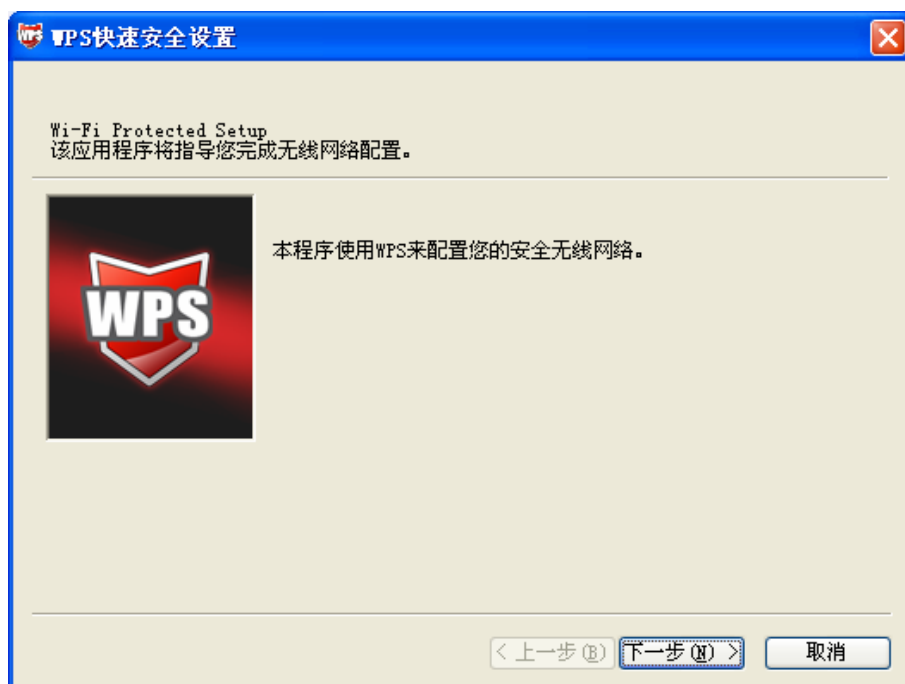 WPS快速安全设置
Wi-Fi Protected Setup
该应用程序将指导您完成无线网络配置。
WPS
本程序使用WPS来配置您的安全无线网络。
< 上一步(B)
下一步(N) >
取消